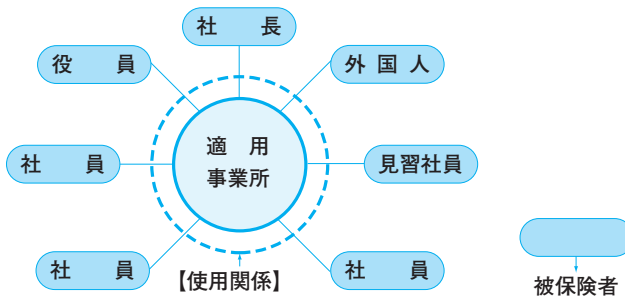 社 長
役 員
外 国 人
適 用
事業所
社 員
見習社員
社 員
【使用関係】
社 員
被保険者